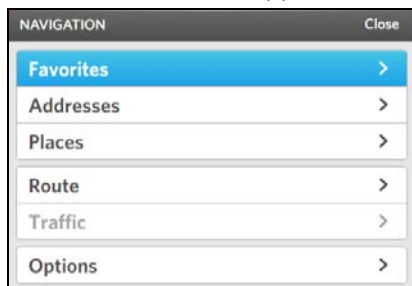 NAVIGATION Close
Favorites
Addresses
Places
Route
Traffic
Options